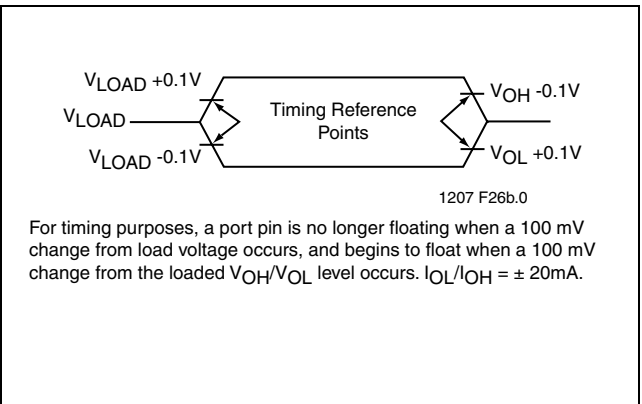 VLOAD +0.1V
VLOAD
VLOAD -0.1V
Timing Reference
Points
VOH -0.1V
VOL +0.1V
1207 F26b.0
For timing purposes, a port pin is no longer floating when a 100 mV
change from load voltage occurs, and begins to float when a 100 mV
change from the loaded VOH/VOL level occurs. IOL/IOH = ± 20mA.